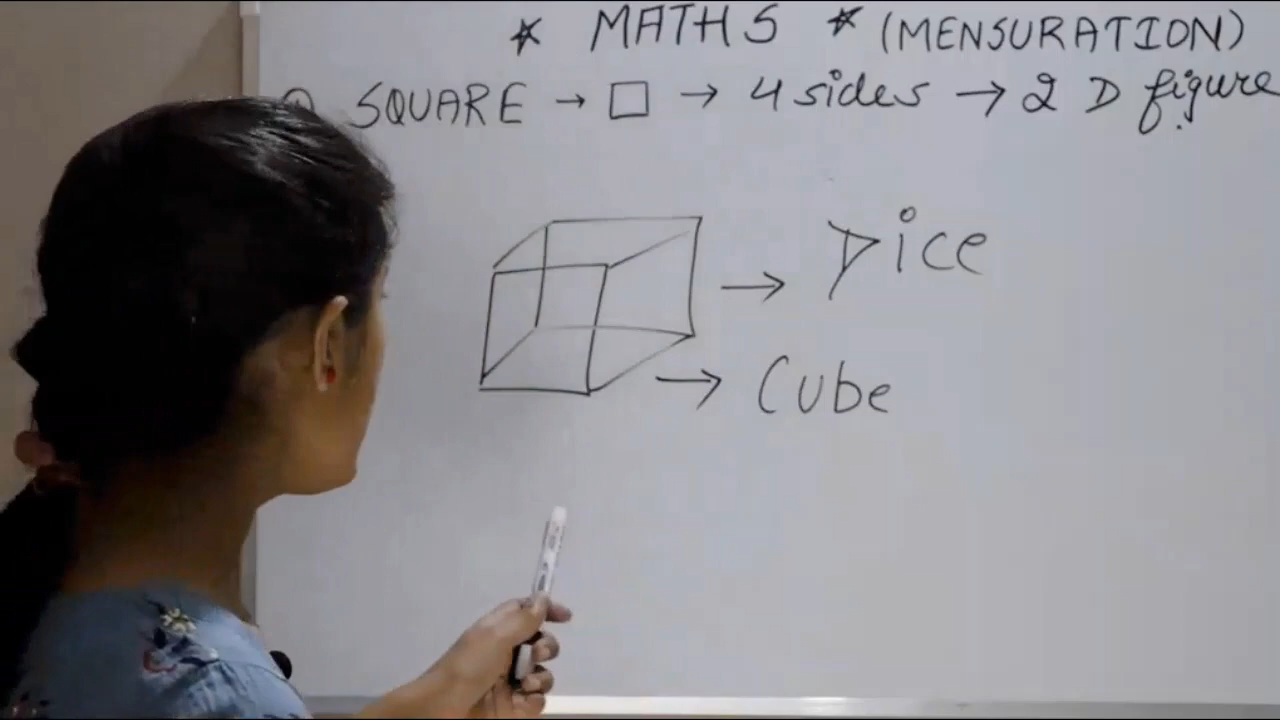 * MATHS * (MENSURATION)
SQUARE → □ → 4 sides → 2 D figure
→ Dice
→ Cube